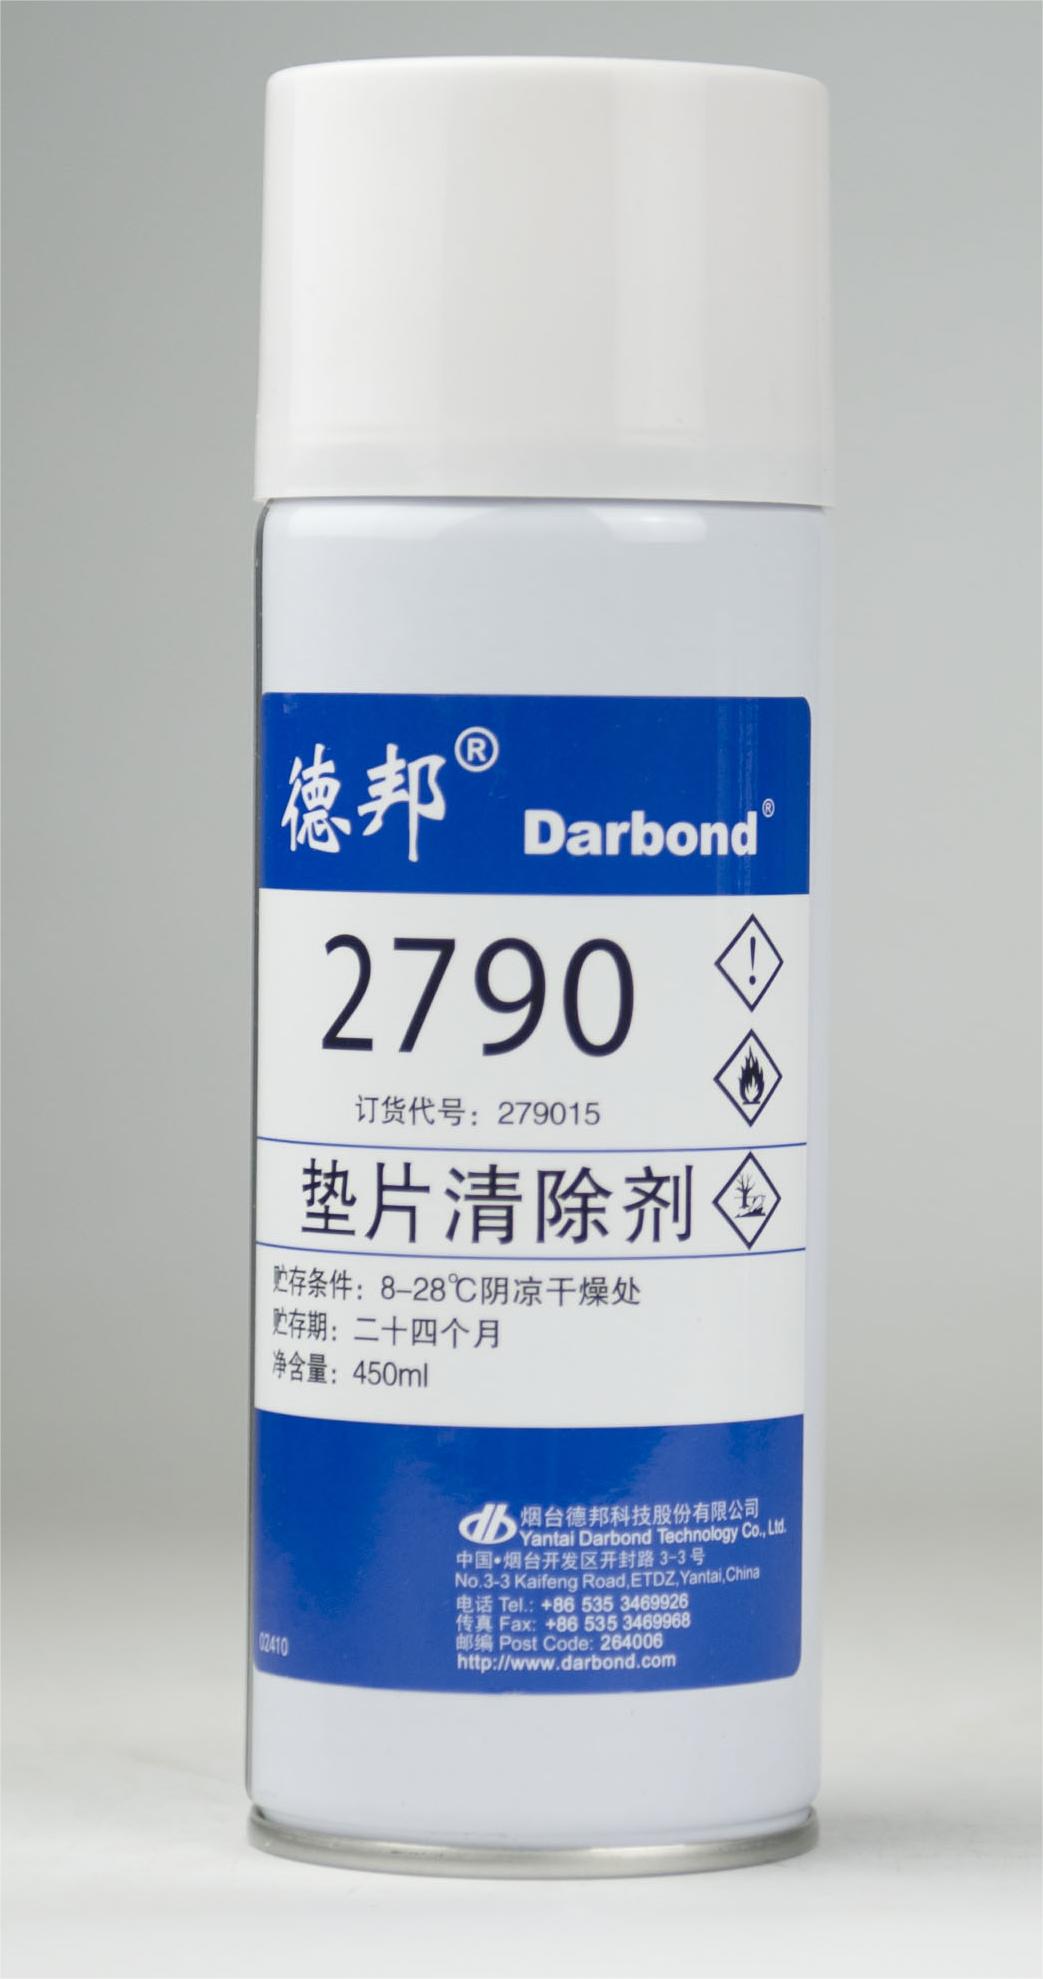 德邦®
Darbond®
2790
订货代号：279015
垫片清除剂
贮存条件：8-28℃阴凉干燥处
贮存期：二十四个月
净含量：450ml
烟台德邦科技股份有限公司
Yantai Darbond Technology Co., Ltd.
中国•烟台开发区开封路 3-3 号
No.3-3 Kaifeng Road,ETDZ,Yantai,China
电话 Tel.: +86 535 3469926
传真 Fax: +86 535 3469968
邮编 Post Code: 264006
http://www.darbond.com
02410